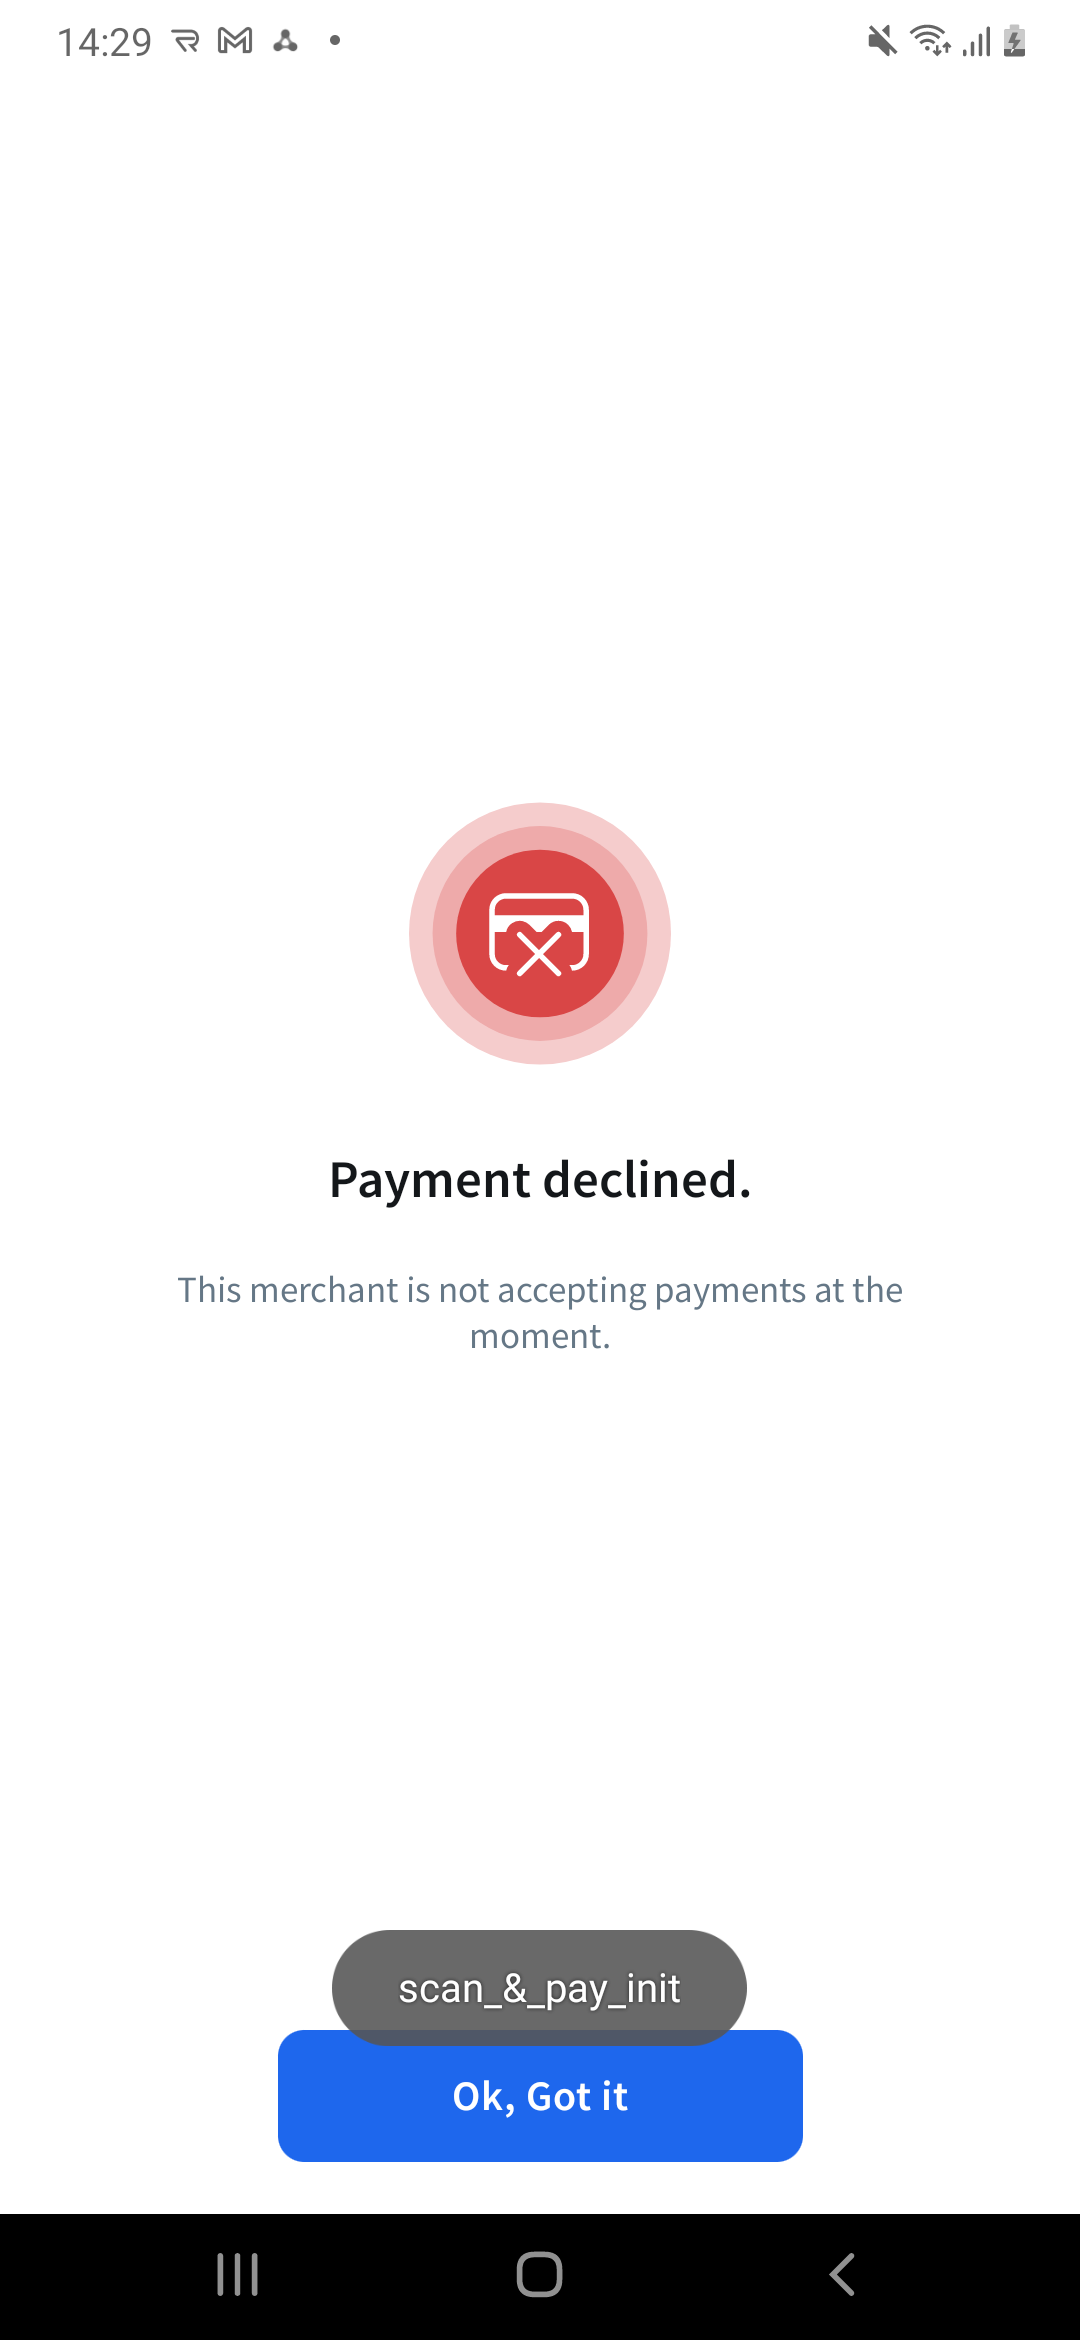 14:29
Payment declined.
This merchant is not accepting payments at the
moment.
scan_&_pay_init
Ok, Got it